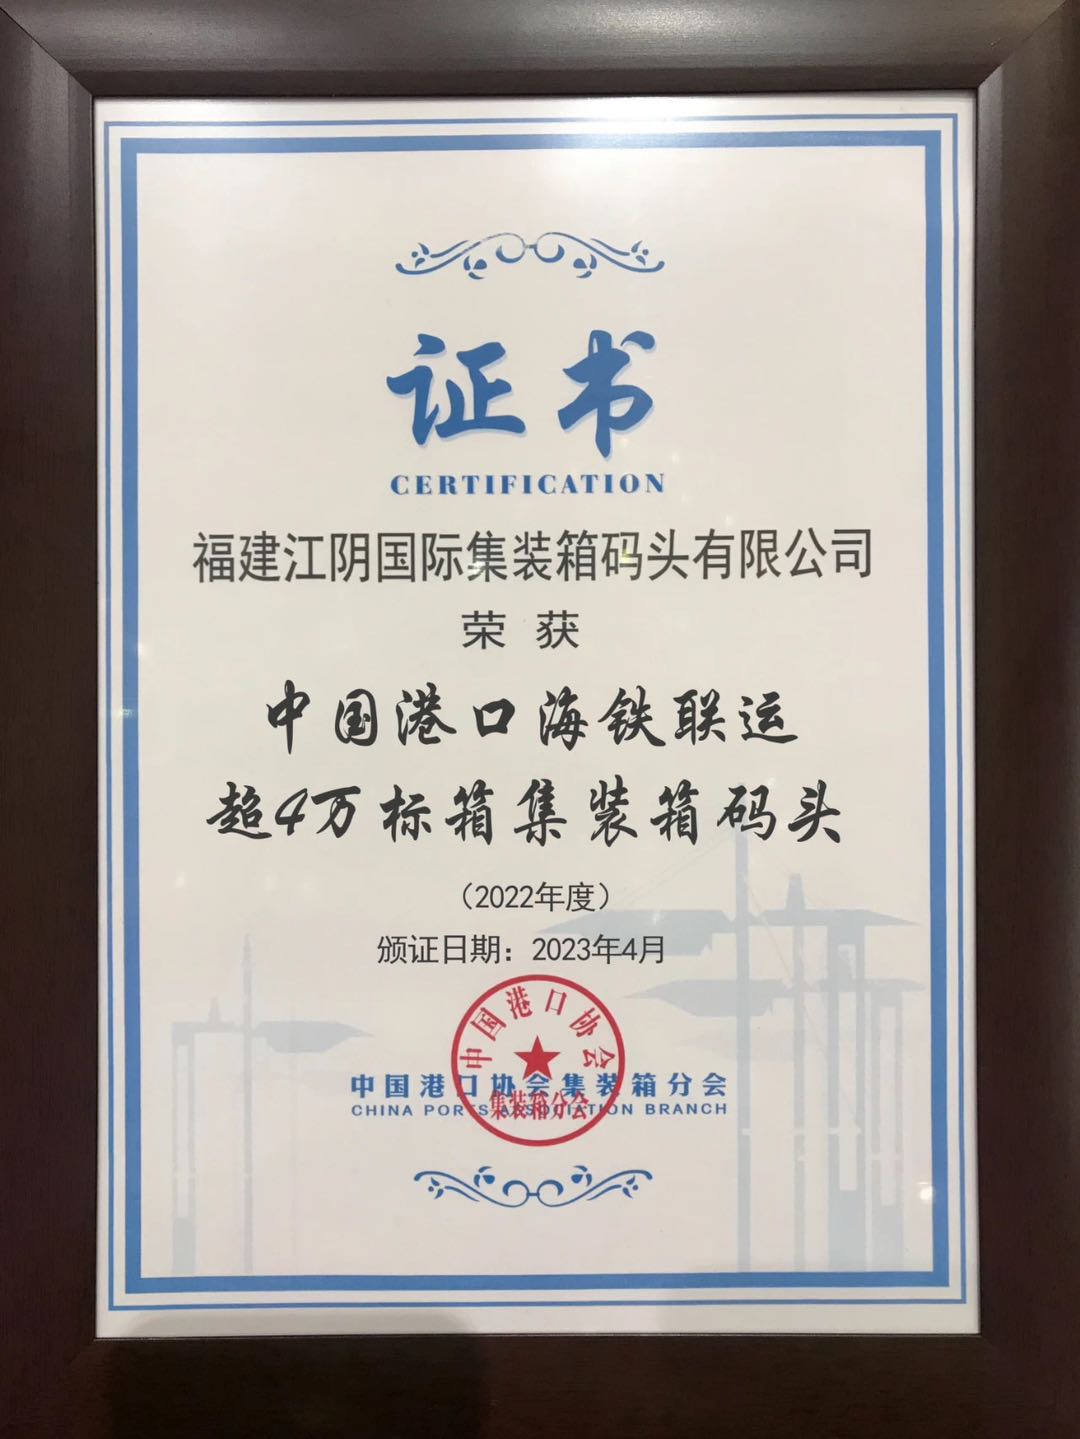 证书
CERTIFICATION
福建江阴国际集装箱码头有限公司
荣获
中国港口海铁联运
超4万标箱集装箱码头
（2022年度）
颁证日期：2023年4月
中国港口协会
集装箱分会
中国港口协会集装箱分会
CHINA PORTS ASSOCIATION BRANCH